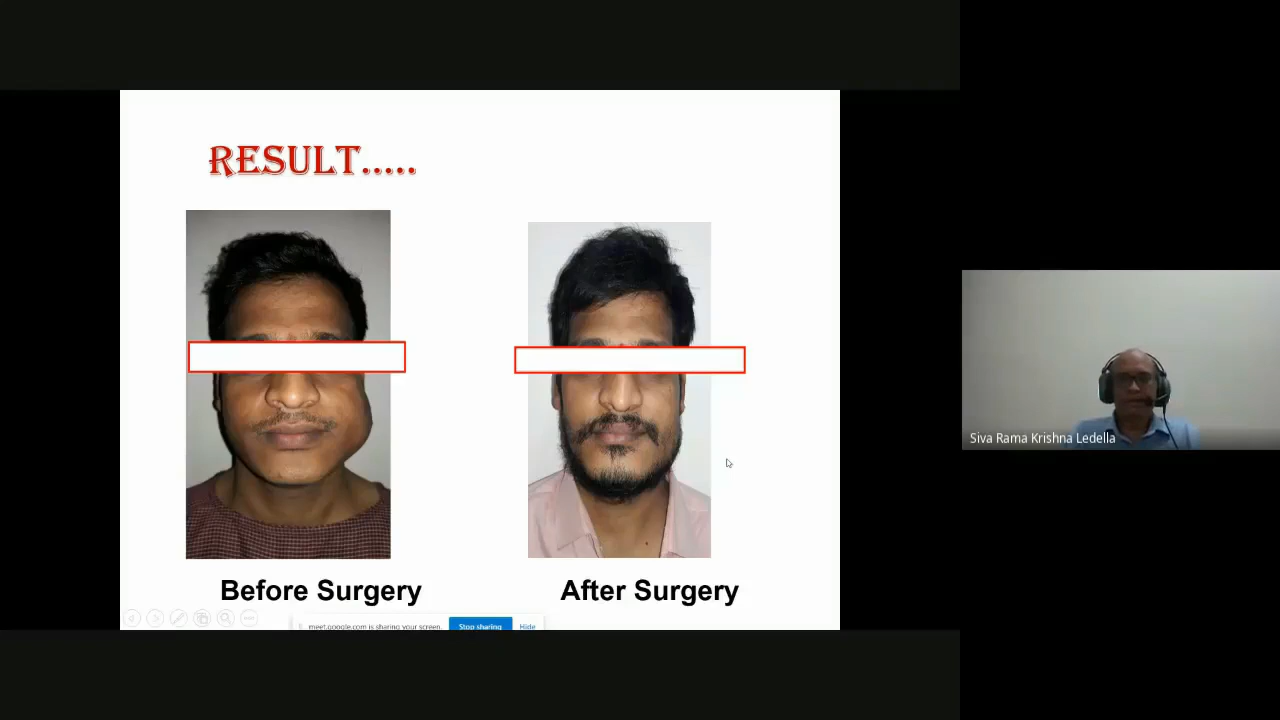 RESULT.....
Before Surgery
After Surgery
meet.google.com is sharing your screen.
Stop sharing
Hide
Siva Rama Krishna Ledella